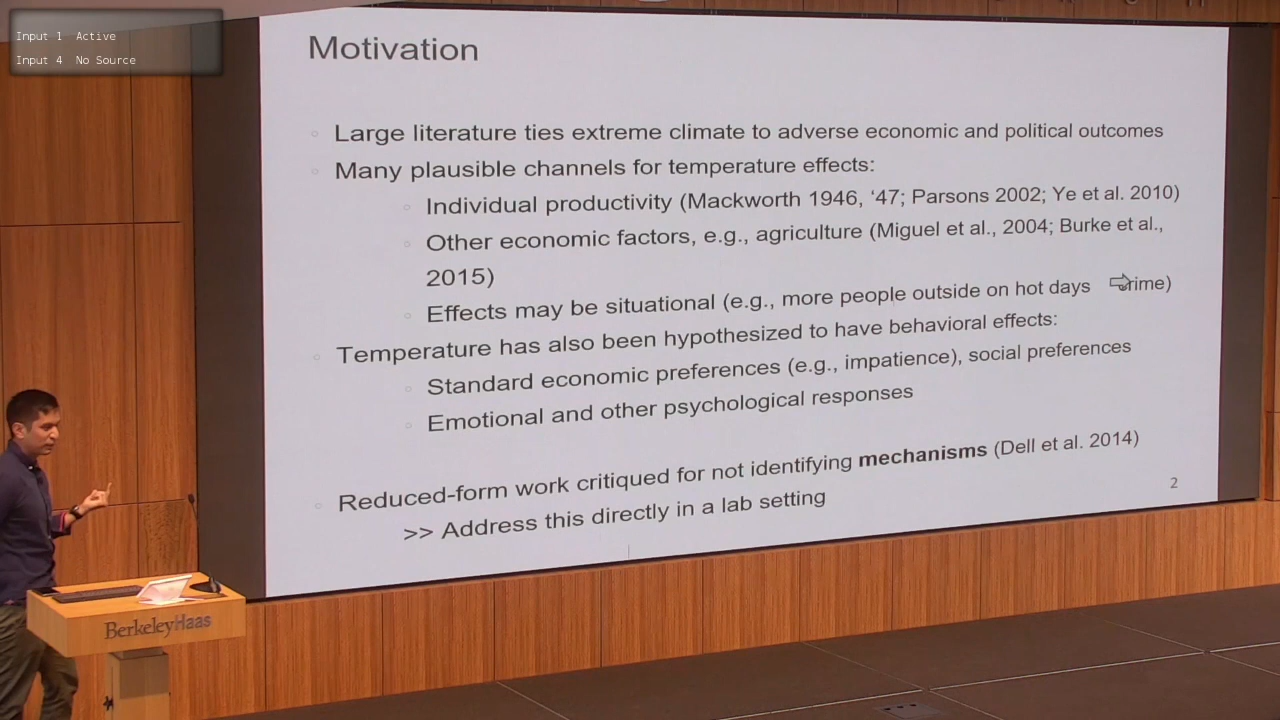 Input 1 Active
Input 4 No Source
Motivation
Large literature ties extreme climate to adverse economic and political outcomes
Many plausible channels for temperature effects:
Individual productivity (Mackworth 1946, ‘47; Parsons 2002; Ye et al. 2010)
Other economic factors, e.g., agriculture (Miguel et al., 2004; Burke et al.,
2015)
Effects may be situational (e.g., more people outside on hot days ⇨rime)
Temperature has also been hypothesized to have behavioral effects:
Standard economic preferences (e.g., impatience), social preferences
Emotional and other psychological responses
Reduced-form work critiqued for not identifying mechanisms (Dell et al. 2014)
>> Address this directly in a lab setting
2
BerkeleyHaas